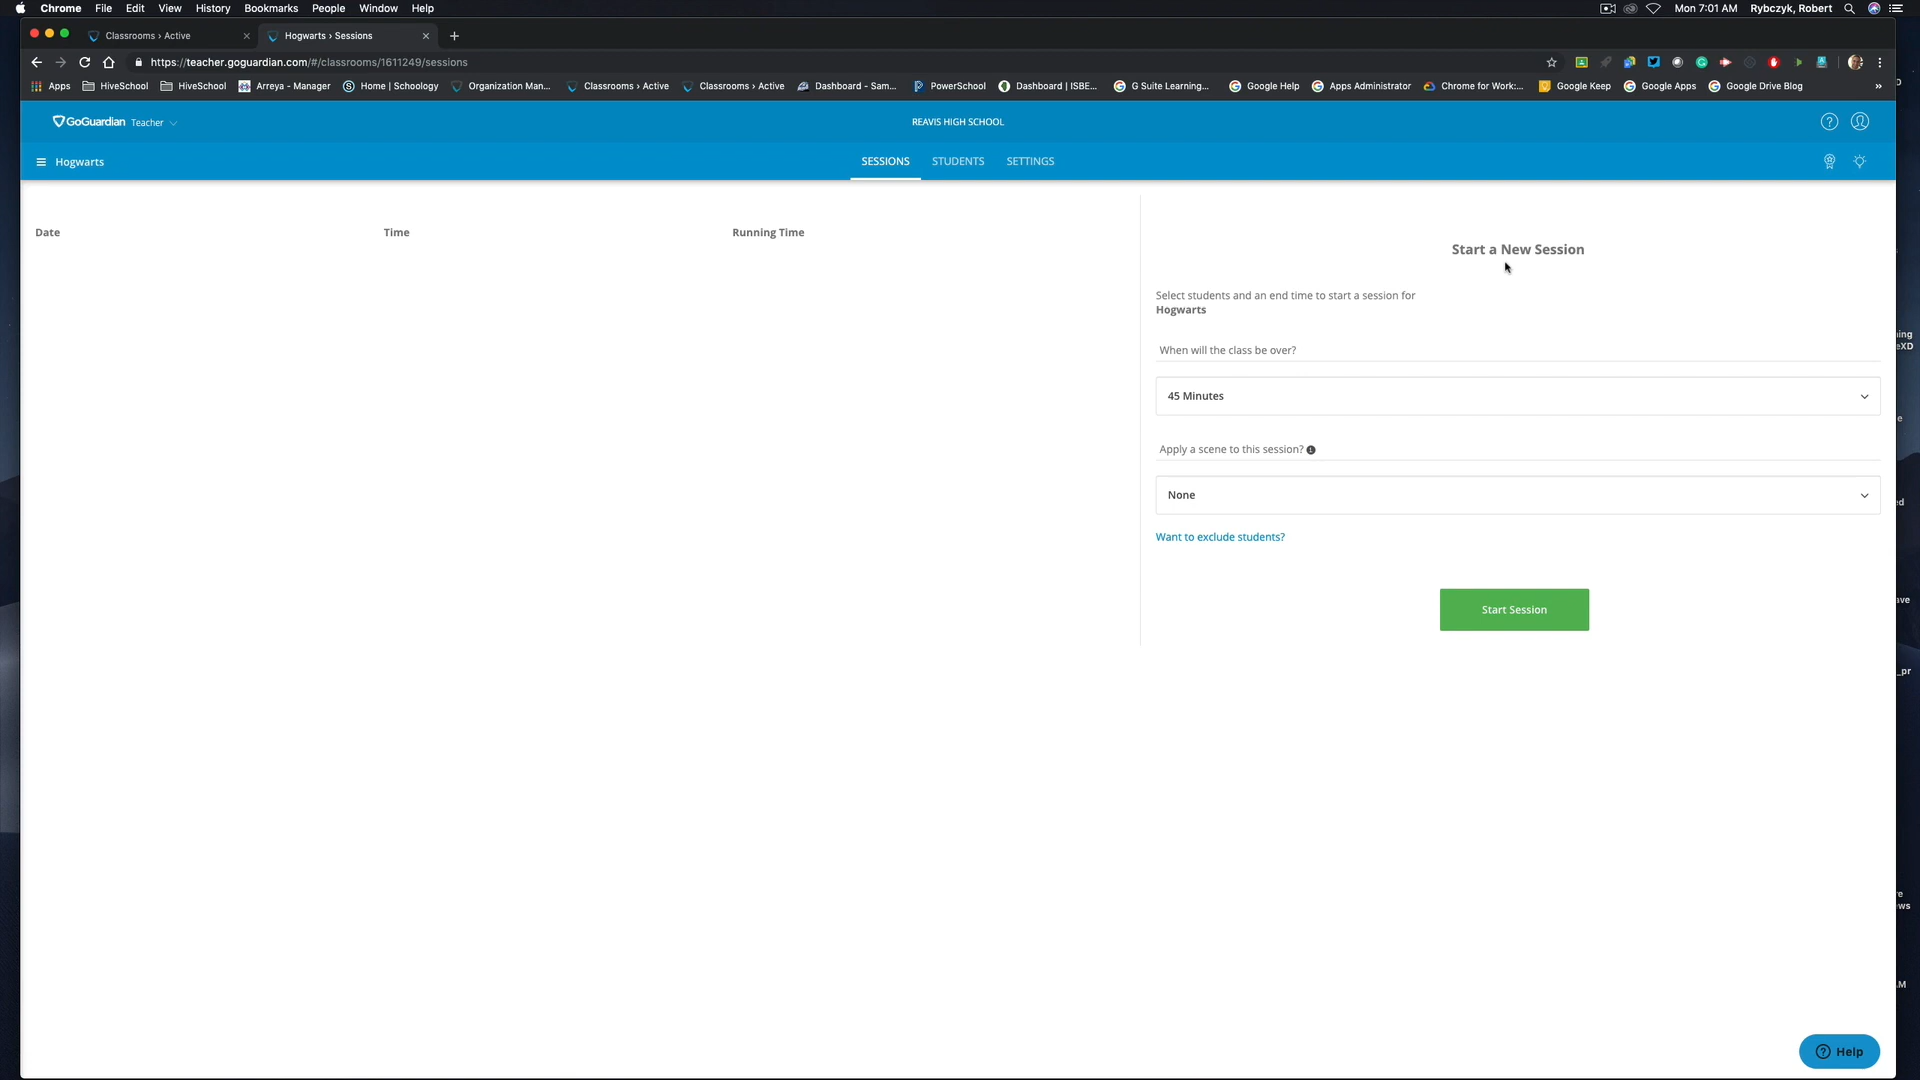 Chrome File Edit View History Bookmarks People Window Help Mon 7:01 AM Rybczyk, Robert
Classrooms › Active Hogwarts › Sessions
https://teacher.goguardian.com/#/classrooms/1611249/sessions
Apps HiveSchool HiveSchool Arreya - Manager Home | Schoology Organization Man... Classrooms › Active Classrooms › Active Dashboard - Sam... PowerSchool Dashboard | ISBE... G Suite Learning... Google Help Apps Administrator Chrome for Work:... Google Keep Google Apps Google Drive Blog »
GoGuardian Teacher REAVIS HIGH SCHOOL
Hogwarts SESSIONS STUDENTS SETTINGS
Date Time Running Time
Start a New Session
Select students and an end time to start a session for
Hogwarts
When will the class be over?
45 Minutes
Apply a scene to this session?
None
Want to exclude students?
Start Session
Help